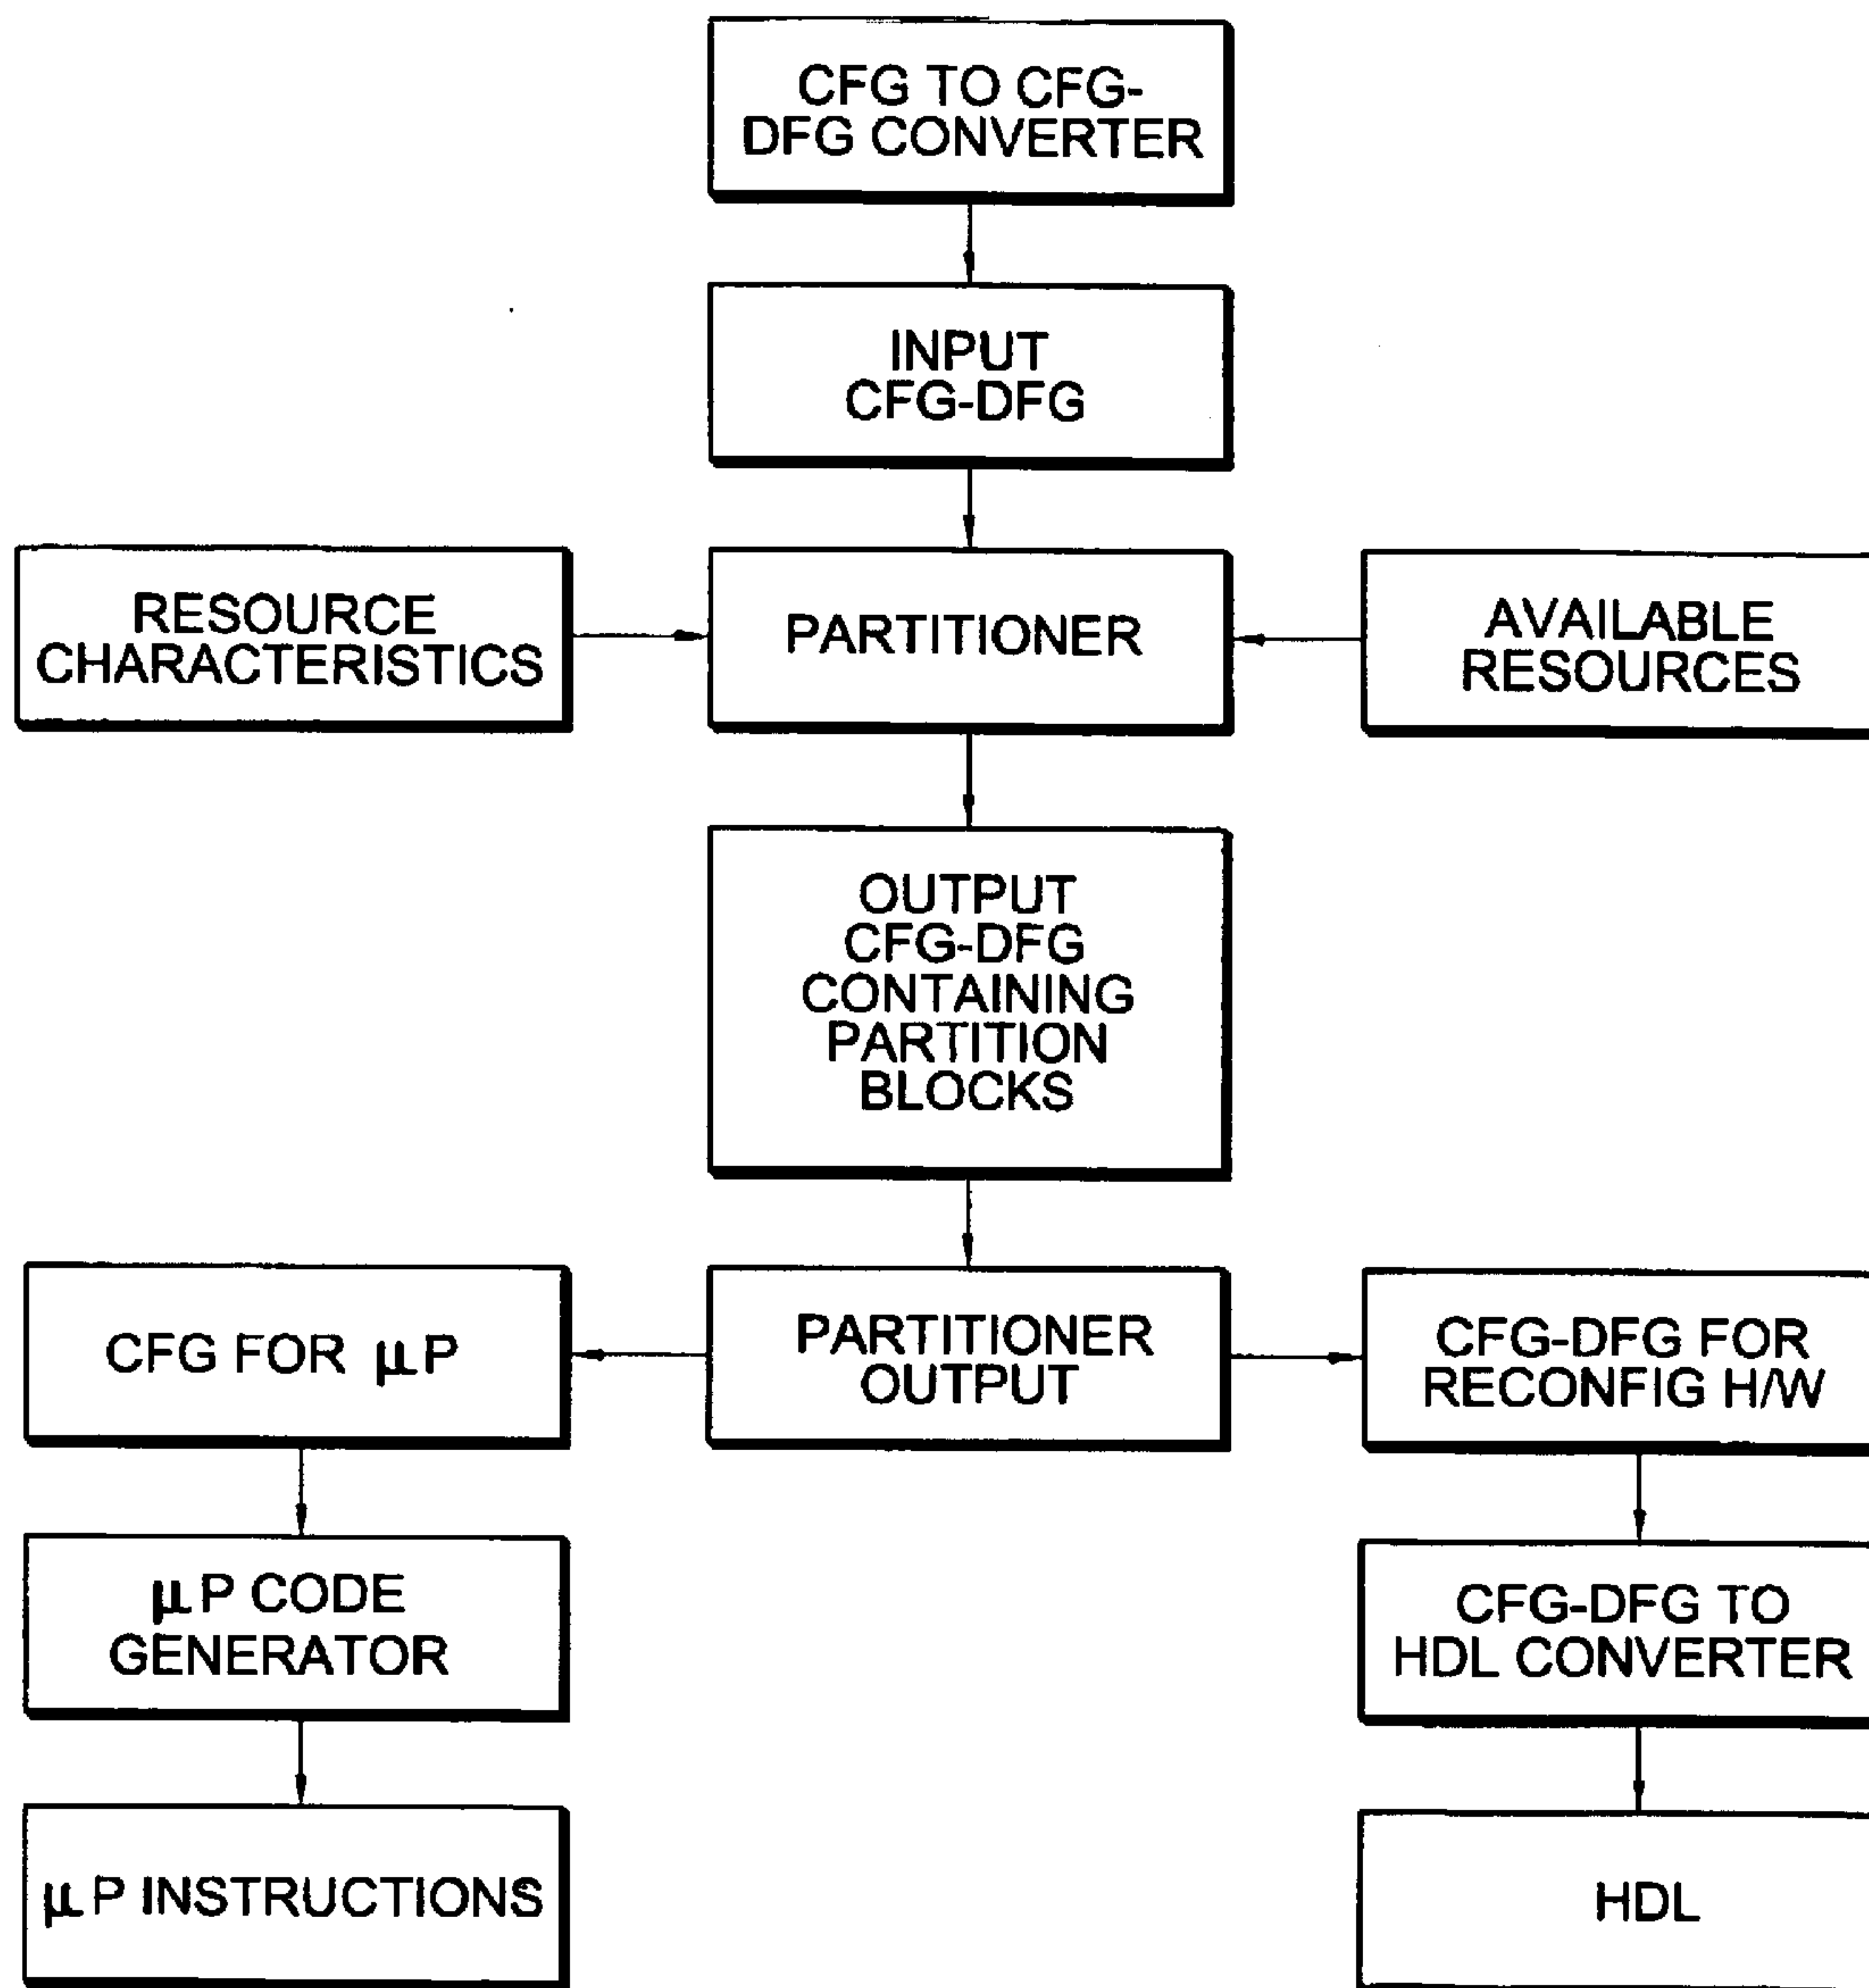 CFG TO CFG-
DFG CONVERTER
INPUT
CFG-DFG
RESOURCE
CHARACTERISTICS
PARTITIONER
AVAILABLE
RESOURCES
OUTPUT
CFG-DFG
CONTAINING
PARTITION
BLOCKS
CFG FOR μP
PARTITIONER
OUTPUT
CFG-DFG FOR
RECONFIG H/W
μP CODE
GENERATOR
CFG-DFG TO
HDL CONVERTER
μP INSTRUCTIONS
HDL